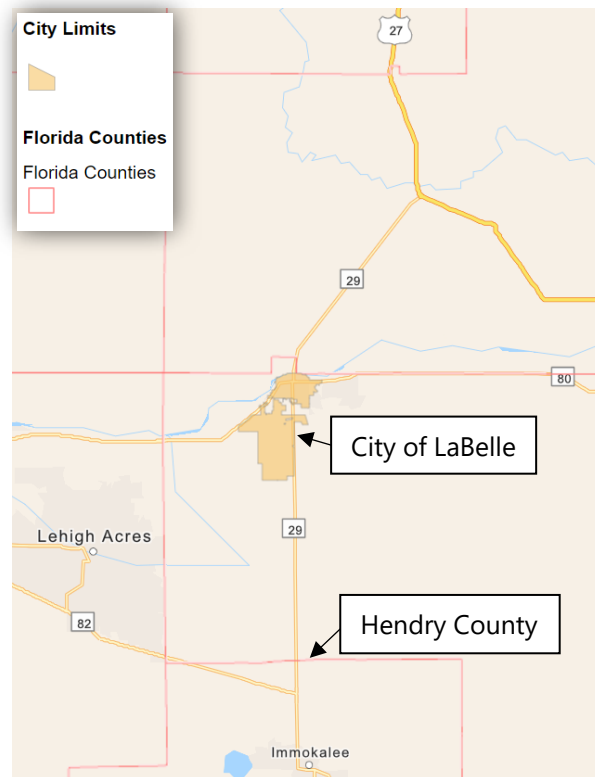 City Limits
Florida Counties
Florida Counties
27
29
80
City of LaBelle
29
Lehigh Acres
82
Hendry County
Immokalee